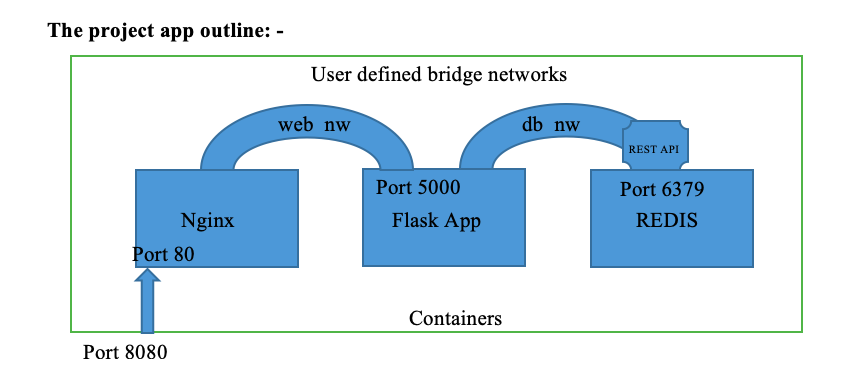 The project app outline: -
User defined bridge networks
web nw
db nw
REST API
Port 5000
Port 6379
Nginx
Flask App
REDIS
Port 80
Containers
Port 8080